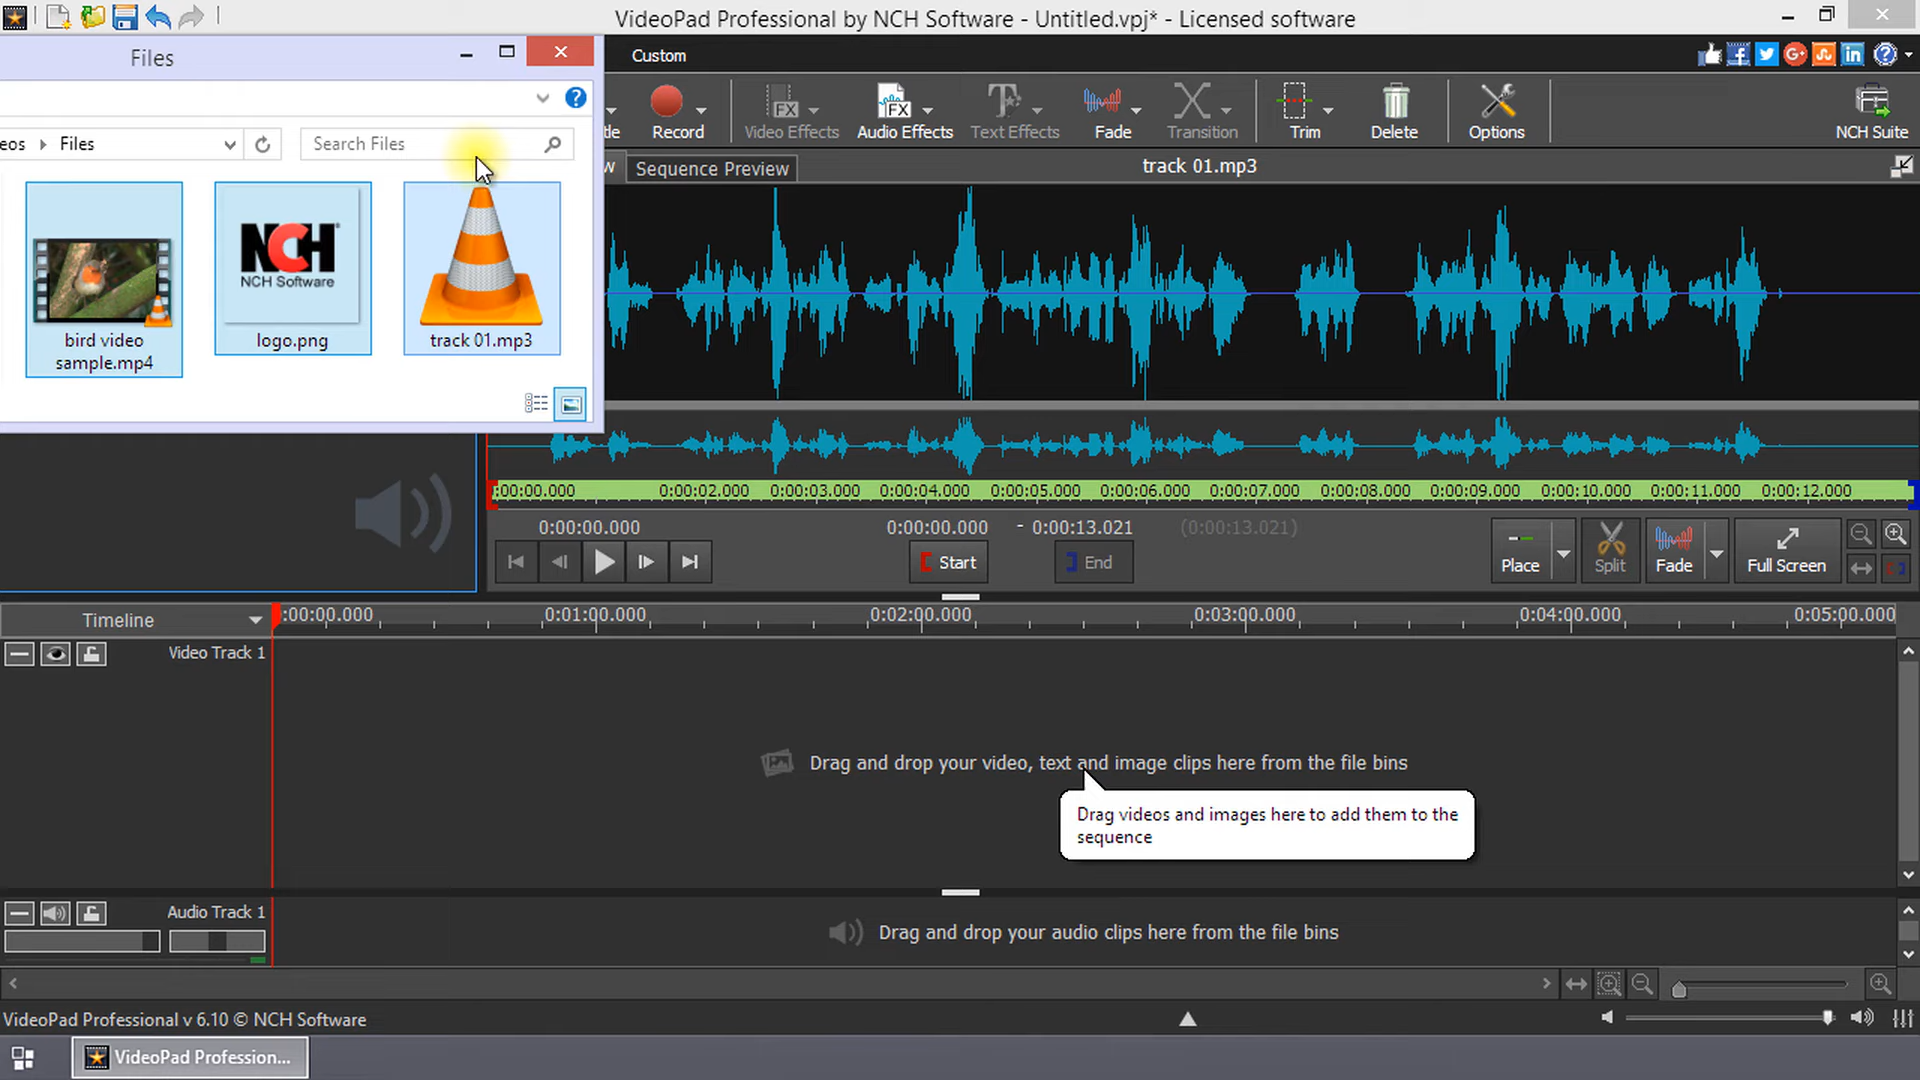 VideoPad Professional by NCH Software - Untitled.vpj* - Licensed software
Files
Custom
Record
Video Effects
Audio Effects
Text Effects
Fade
Transition
Trim
Delete
Options
NCH Suite
Files
Search Files
Sequence Preview
track 01.mp3
NCH
NCH Software
bird video
sample.mp4
logo.png
track 01.mp3
:00:00.000 0:00:02.000 0:00:03.000 0:00:04.000 0:00:05.000 0:00:06.000 0:00:07.000 0:00:08.000 0:00:09.000 0:00:10.000 0:00:11.000 0:00:12.000
0:00:00.000
0:00:00.000 - 0:00:13.021 (0:00:13.021)
Start
End
Place
Split
Fade
Full Screen
Timeline
:00:00.000 0:01:00.000 0:02:00.000 0:03:00.000 0:04:00.000 0:05:00.000
Video Track 1
Drag and drop your video, text and image clips here from the file bins
Drag videos and images here to add them to the
sequence
Audio Track 1
Drag and drop your audio clips here from the file bins
VideoPad Professional v 6.10 © NCH Software
VideoPad Profession...